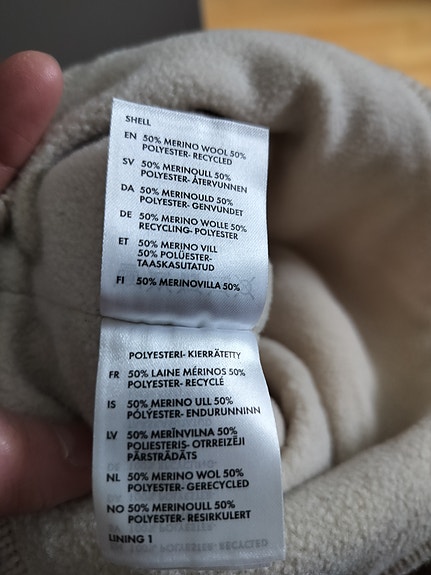 SHELL
EN 50% MERINO WOOL 50%
POLYESTER- RECYCLED
SV 50% MERINOULL 50%
POLYESTER- ÅTERVUNNEN
DA 50% MERINOULD 50%
POLYESTER- GENVUNDET
DE 50% MERINO WOLLE 50%
RECYCLING- POLYESTER
ET 50% MERINO VILL
50% POLÜESTER-
TAASKASUTATUD
FI 50% MERINOVILLA 50%
POLYESTERI- KIERRÄTETTY
FR 50% LAINE MÉRINOS 50%
POLYESTER- RECYCLÉ
IS 50% MERINO ULL 50%
PÓLÝESTER- ENDURUNNINN
LV 50% MERĪNVILNA 50%
POLIESTERIS- OTRREIZĒJI
PĀRSTRĀDĀTS
NL 50% MERINO WOL 50%
POLYESTER- GERECYCLED
NO 50% MERINOULL 50%
POLYESTER- RESIRKULERT
LINING 1